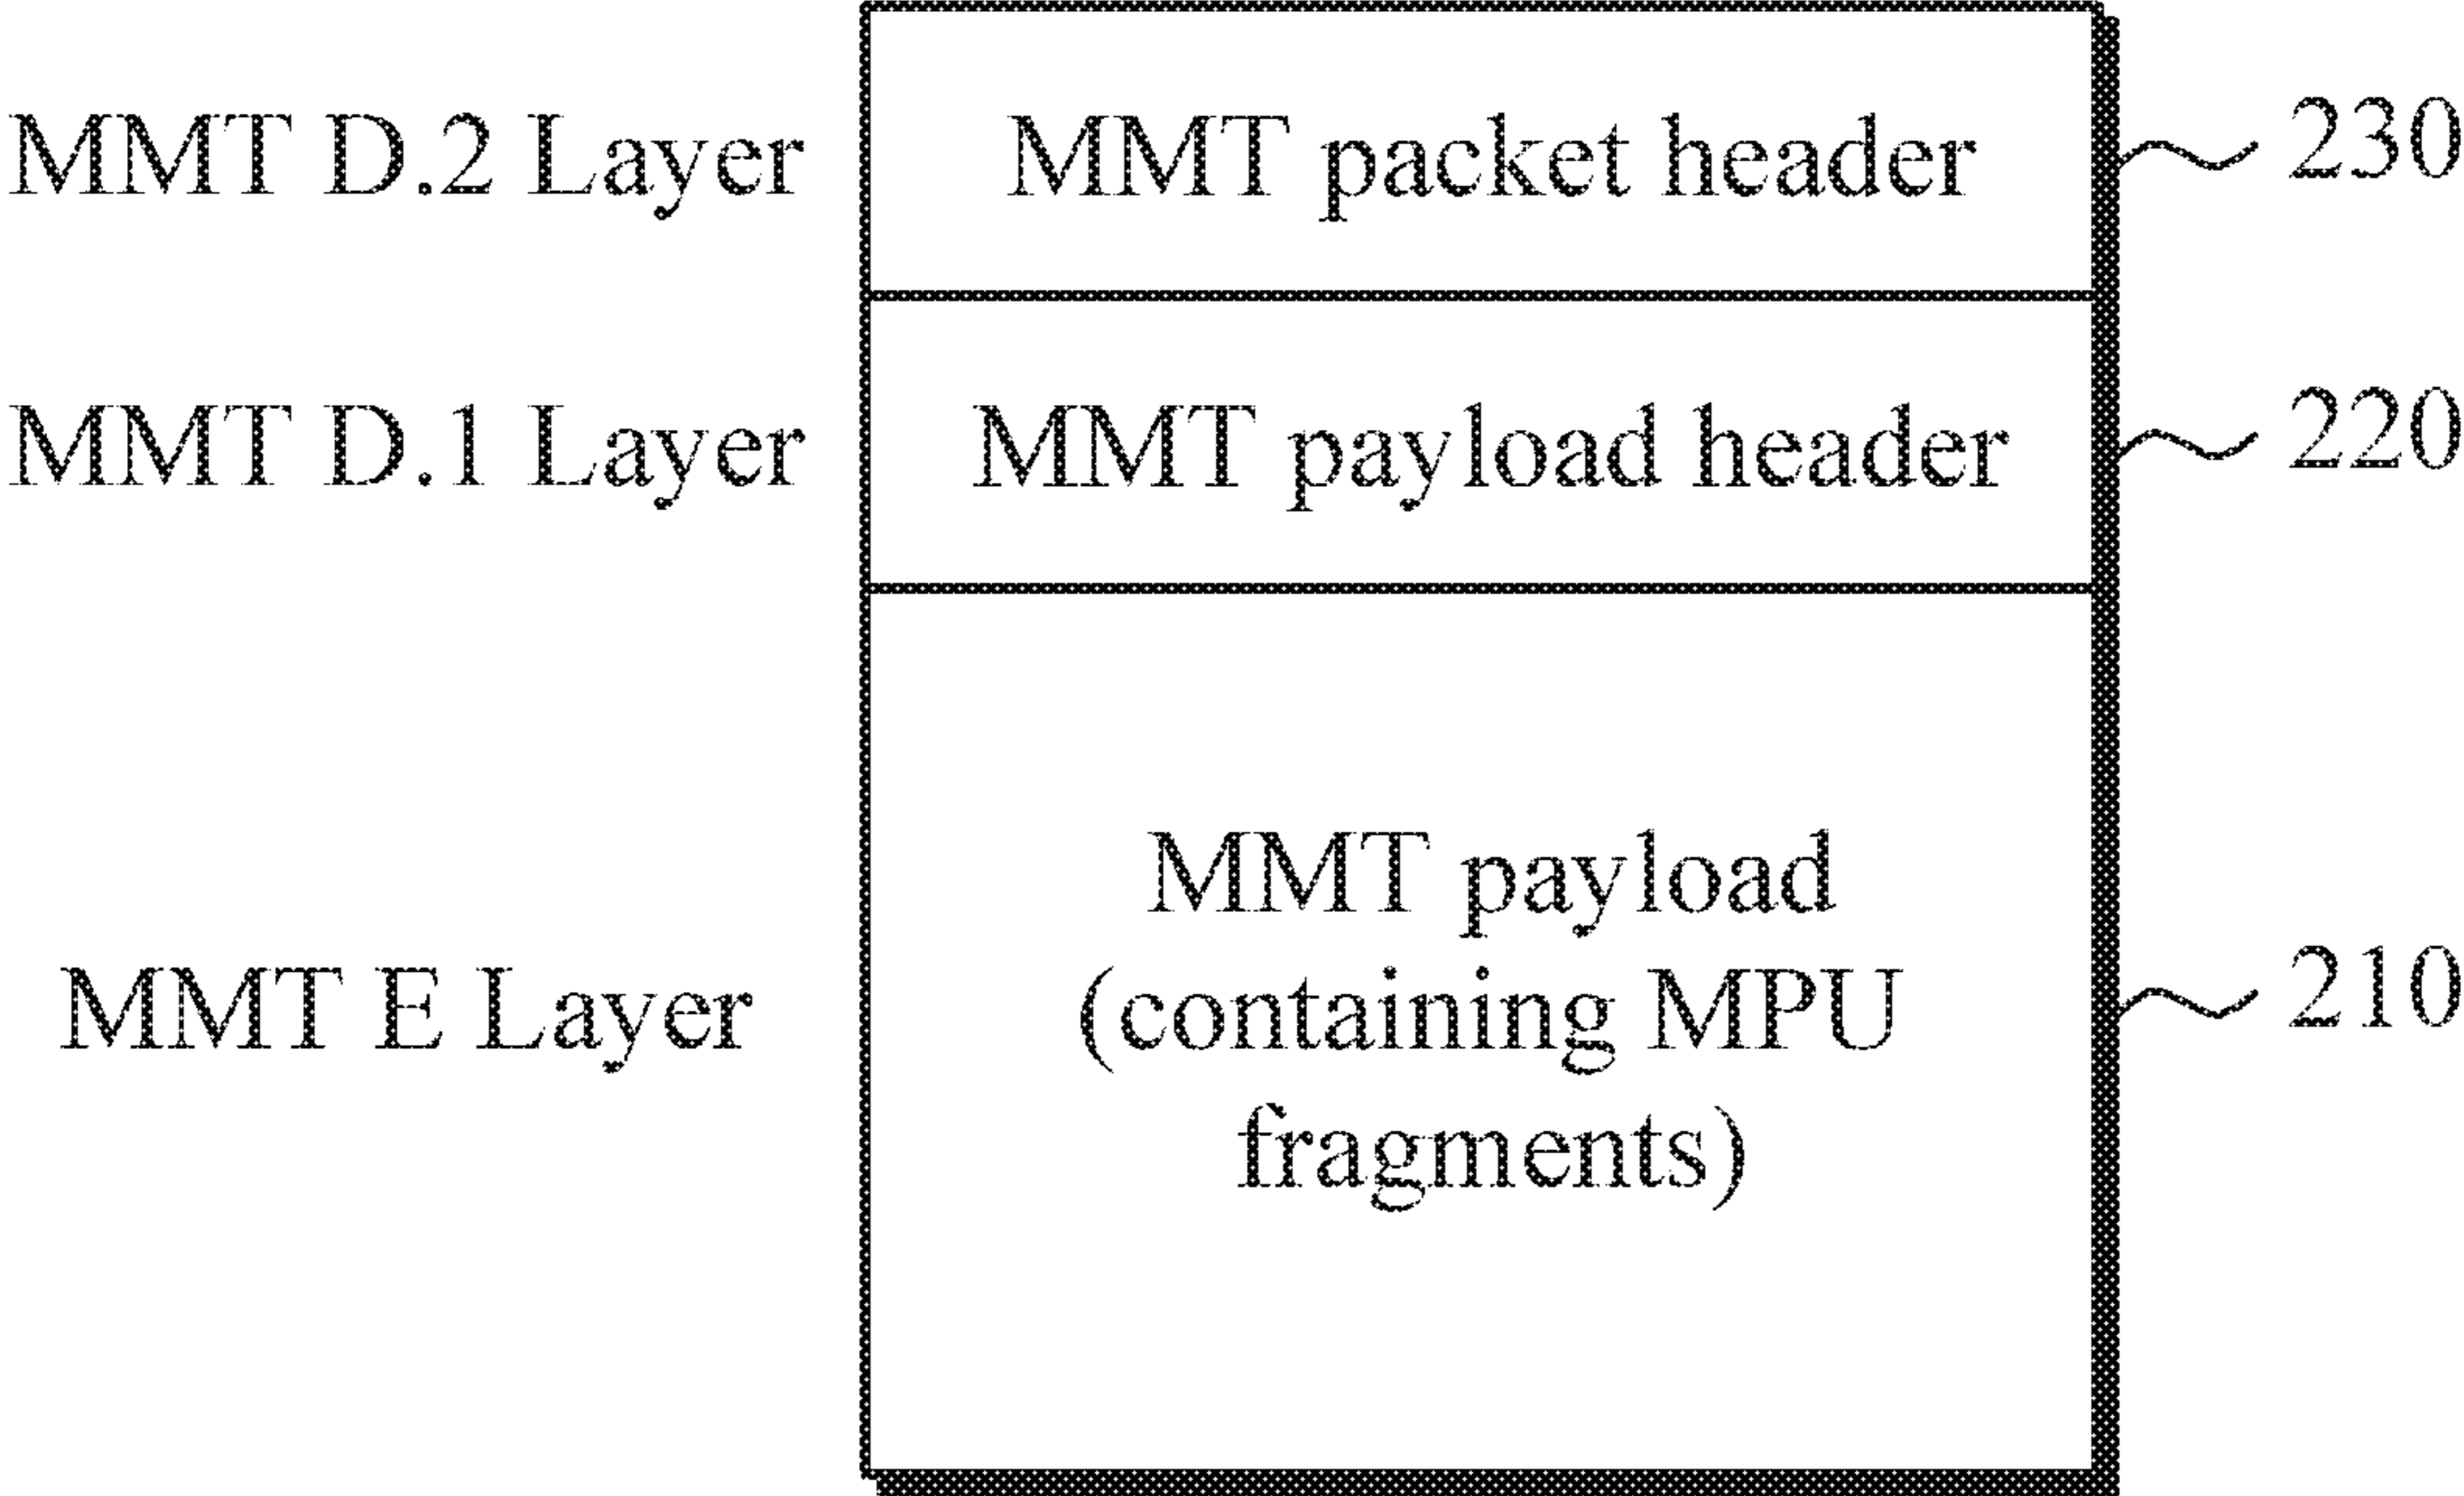 MMT D.2 Layer MMT packet header 230
MMT D.1 Layer MMT payload header 220
MMT payload
MMT E Layer (containing MPU 210
fragments)